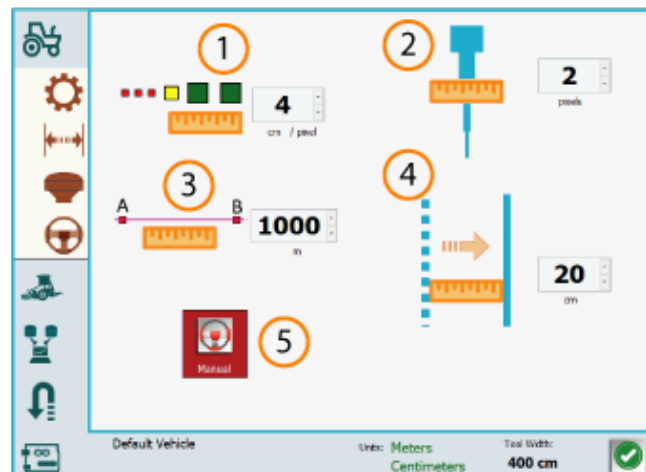 1
2
4
cm / pixel
2
pixels
3
A B
1000
m
4
20
cm
Manual
5
Default Vehicle
Units: Meters
Centimeters
Tool Width:
400 cm